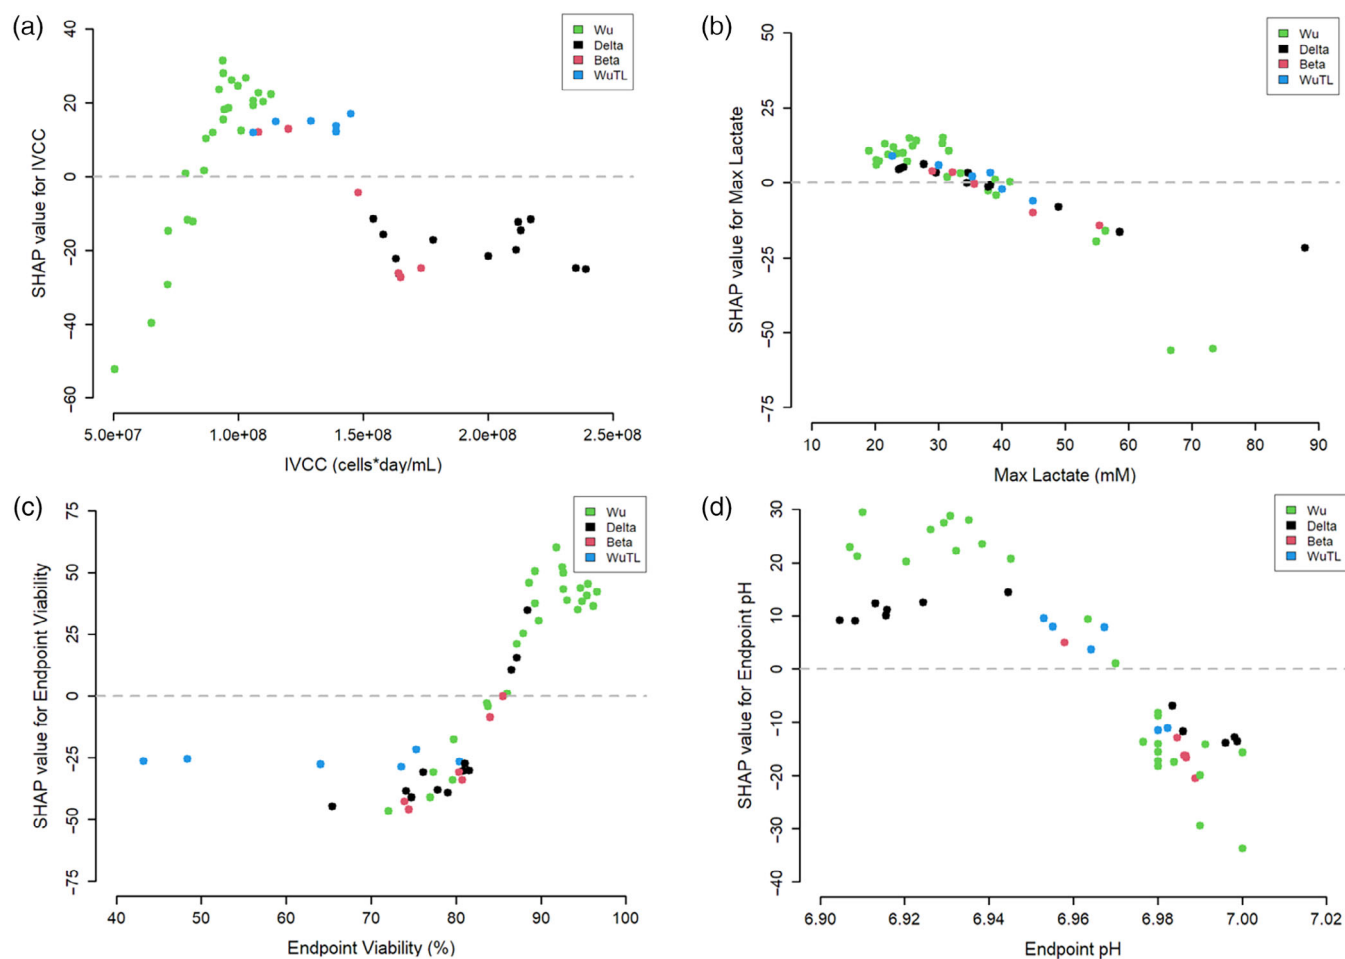 (a)
40
20
0
−20
−40
−60
SHAP value for IVCC
Wu
Delta
Beta
WuTL
5.0e+07 1.0e+08 1.5e+08 2.0e+08 2.5e+08
IVCC (cells*day/mL)
(b)
50
25
0
−25
−50
−75
SHAP value for Max Lactate
Wu
Delta
Beta
WuTL
10 20 30 40 50 60 70 80 90
Max Lactate (mM)
(c)
75
50
25
0
−25
−50
−75
SHAP value for Endpoint Viability
Wu
Delta
Beta
WuTL
40 50 60 70 80 90 100
Endpoint Viability (%)
(d)
30
20
10
0
−10
−20
−30
−40
SHAP value for Endpoint pH
Wu
Delta
Beta
WuTL
6.90 6.92 6.94 6.96 6.98 7.00 7.02
Endpoint pH